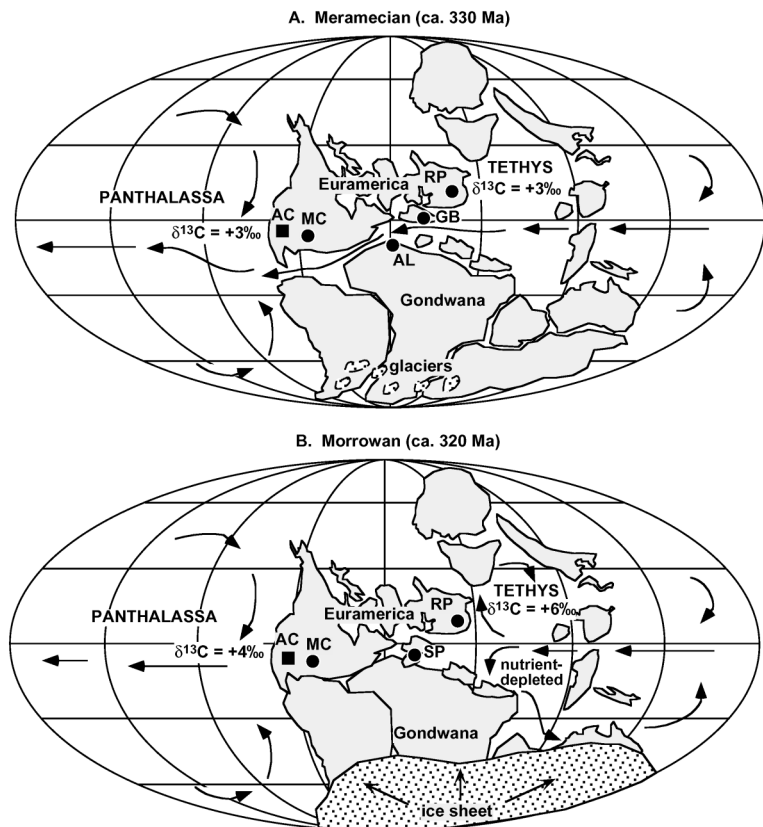 A. Meramecian (ca. 330 Ma)
TETHYS
Euramerica RP
δ¹³C = +3‰
PANTHALASSA
AC MC
GB
δ¹³C = +3‰
AL
Gondwana
glaciers
B. Morrowan (ca. 320 Ma)
TETHYS
δ¹³C = +6‰
PANTHALASSA
Euramerica RP
AC MC
δ¹³C = +4‰
SP
nutrient-
depleted
Gondwana
ice sheet